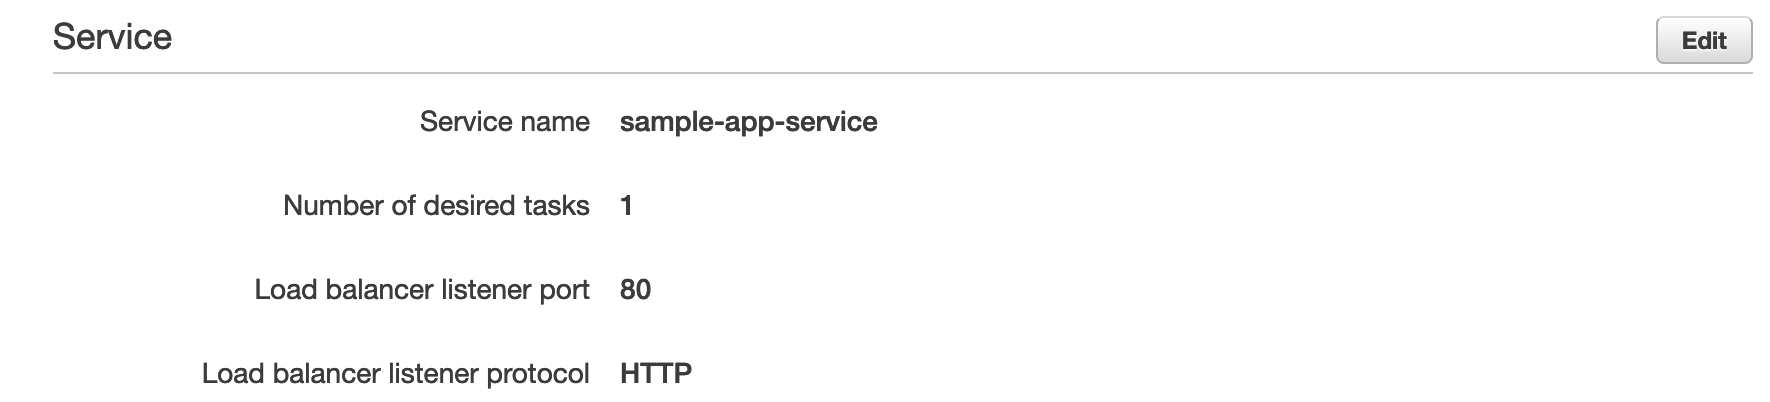 Service
Edit
Service name sample-app-service
Number of desired tasks 1
Load balancer listener port 80
Load balancer listener protocol HTTP